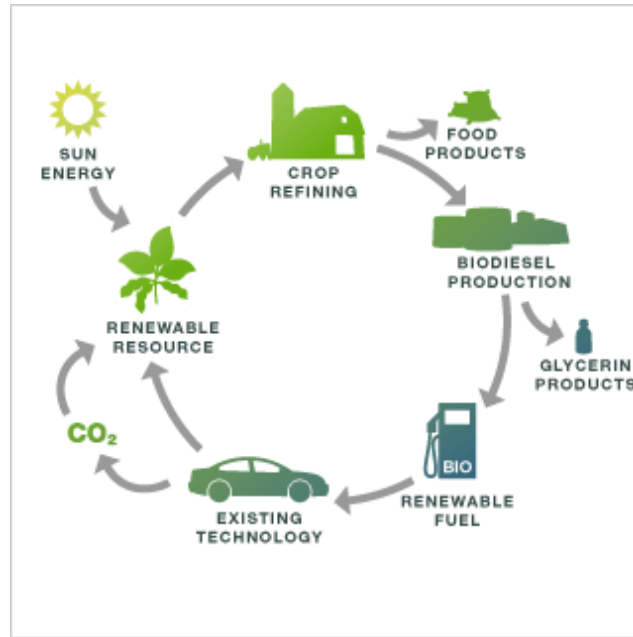 SUN
ENERGY
CROP
REFINING
FOOD
PRODUCTS
BIODIESEL
PRODUCTION
RENEWABLE
RESOURCE
GLYCERIN
PRODUCTS
CO₂
BIO
RENEWABLE
FUEL
EXISTING
TECHNOLOGY